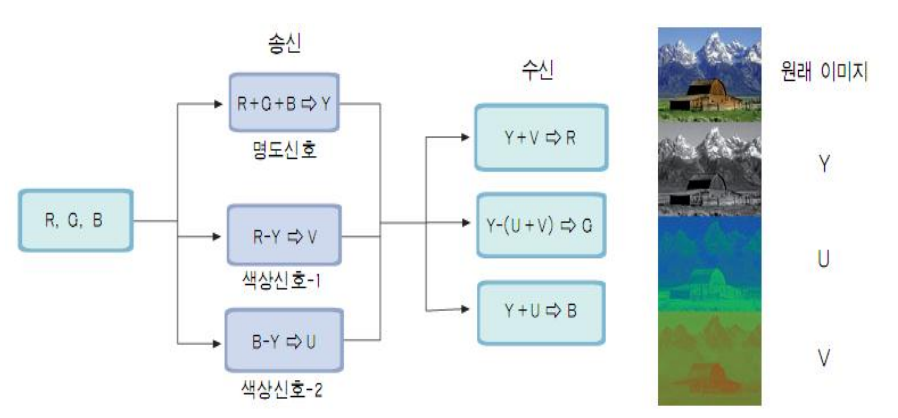 송신
R+G+B ⇨ Y
명도신호
R, G, B
R-Y ⇨ V
색상신호-1
B-Y ⇨ U
색상신호-2
수신
Y+V ⇨ R
Y-(U+V) ⇨ G
Y+U ⇨ B
원래 이미지
Y
U
V